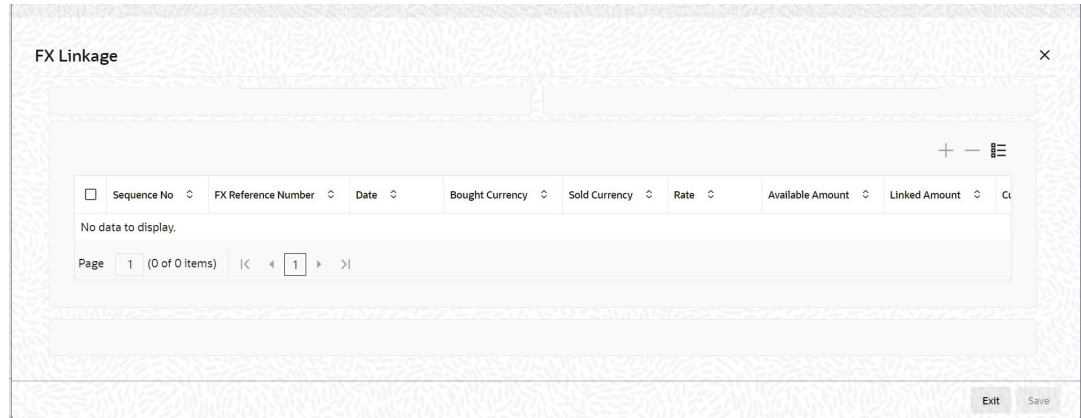 FX Linkage
Sequence No FX Reference Number Date Bought Currency Sold Currency Rate Available Amount Linked Amount
No data to display.
Page 1 (0 of 0 items) 1
Exit Save